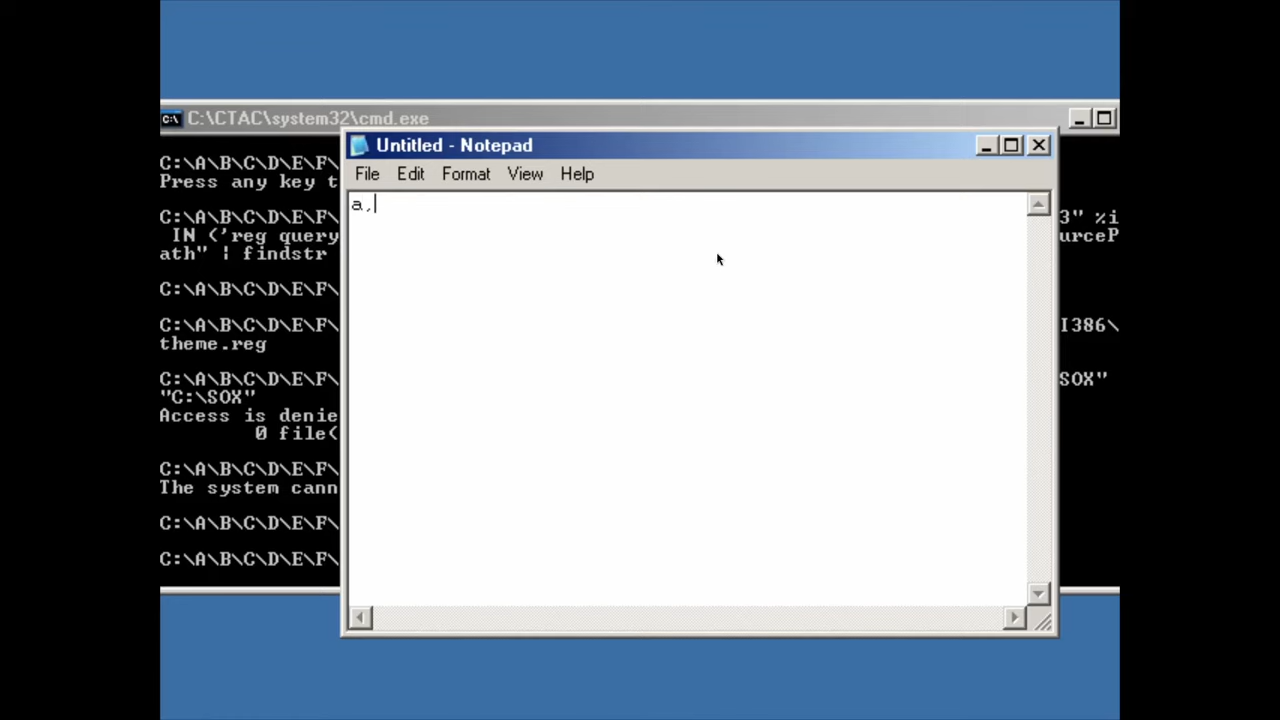 C:\CTAC\system32\cmd.exe
Untitled - Notepad
File Edit Format View Help
a,
C:\A\B\C\D\E\F\
Press any key t
C:\A\B\C\D\E\F\ 3" %i
IN ('reg query urceP
ath" | findstr
C:\A\B\C\D\E\F\
C:\A\B\C\D\E\F\ I386\
theme.reg
C:\A\B\C\D\E\F\ SOX"
"C:\SOX"
Access is denie
0 file(
C:\A\B\C\D\E\F\
The system cann
C:\A\B\C\D\E\F\
C:\A\B\C\D\E\F\